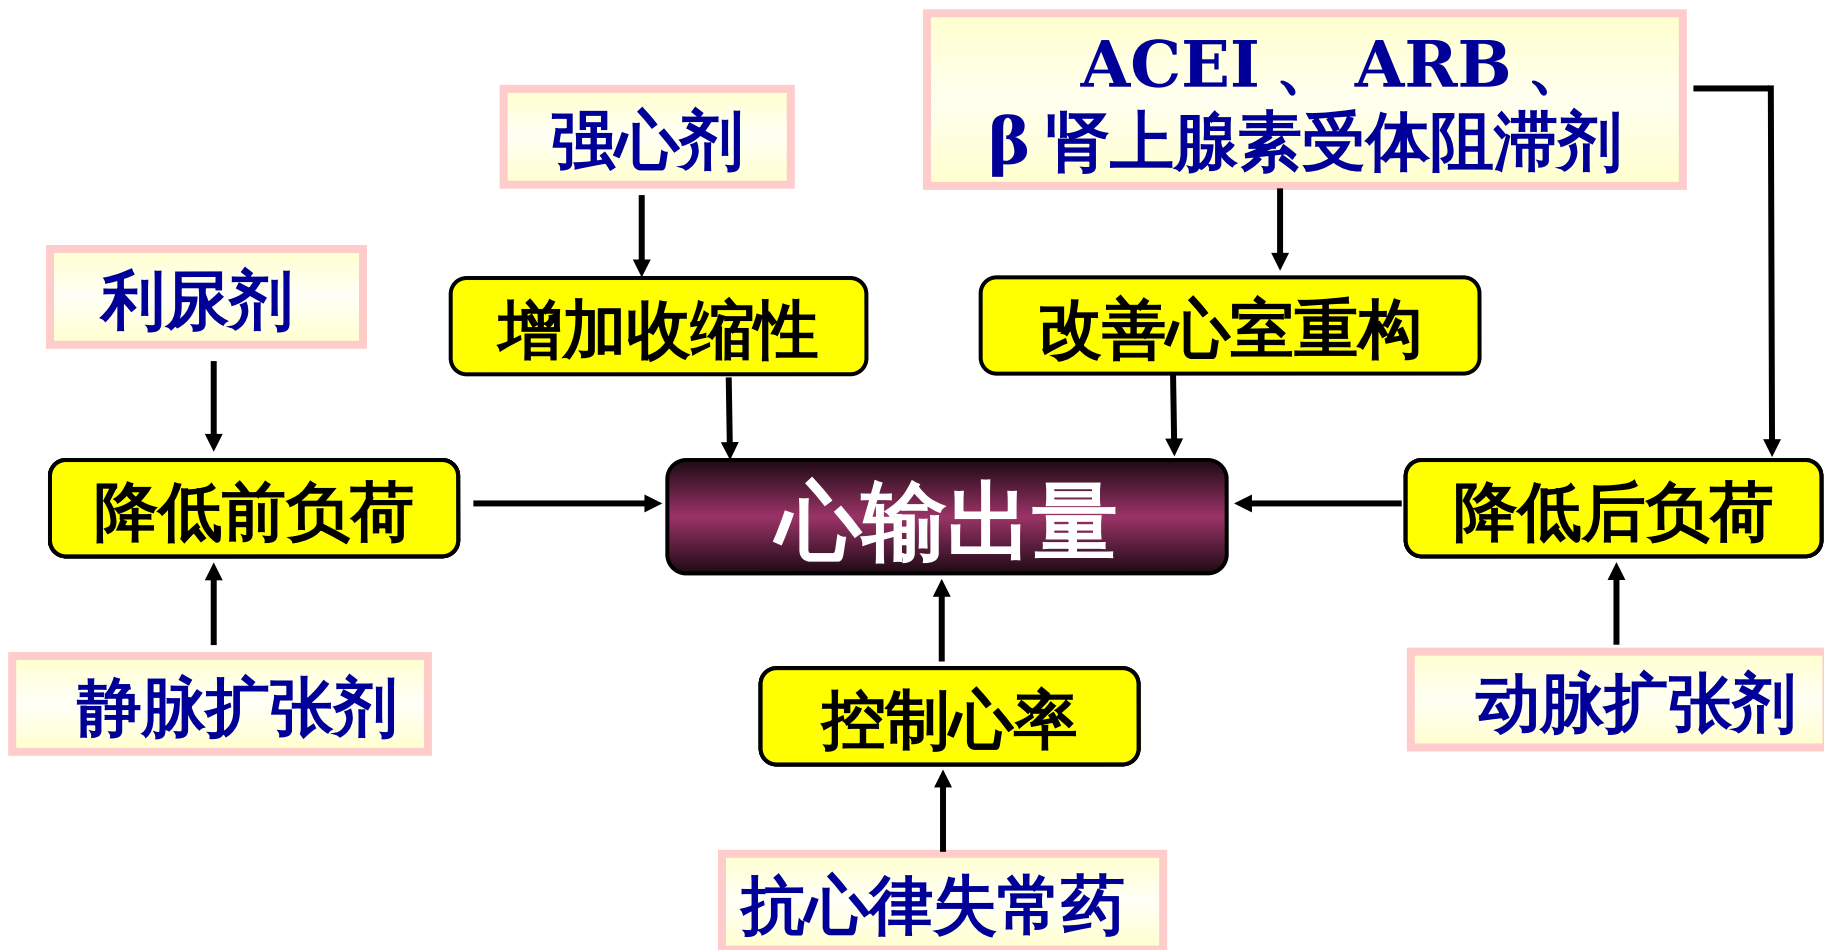 ACEI、ARB、
β肾上腺素受体阻滞剂
强心剂
利尿剂
增加收缩性
改善心室重构
降低前负荷
心输出量
降低后负荷
静脉扩张剂
控制心率
动脉扩张剂
抗心律失常药